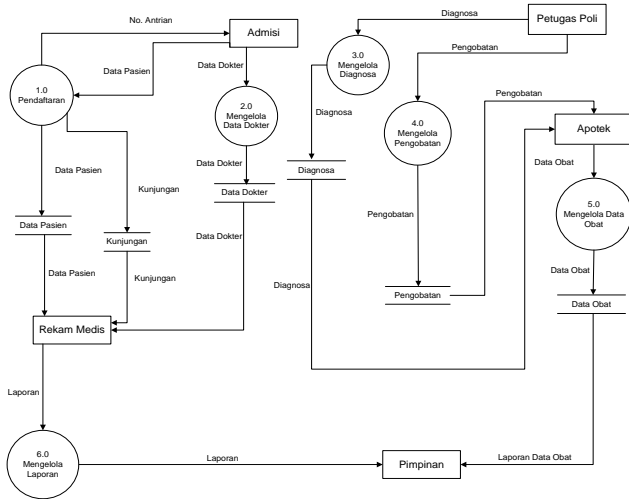 No. Antrian
Admisi
Diagnosa
Petugas Poli
Data Pasien
Data Dokter
3.0
Mengelola
Diagnosa
Pengobatan
1.0
Pendaftaran
2.0
Mengelola
Data Dokter
Diagnosa
4.0
Mengelola
Pengobatan
Pengobatan
Apotek
Data Pasien
Kunjungan
Data Dokter
Diagnosa
Data Obat
Data Dokter
5.0
Mengelola Data
Obat
Data Pasien
Kunjungan
Data Dokter
Pengobatan
Data Pasien
Kunjungan
Diagnosa
Data Obat
Pengobatan
Data Obat
Rekam Medis
Laporan
6.0
Mengelola
Laporan
Laporan
Pimpinan
Laporan Data Obat